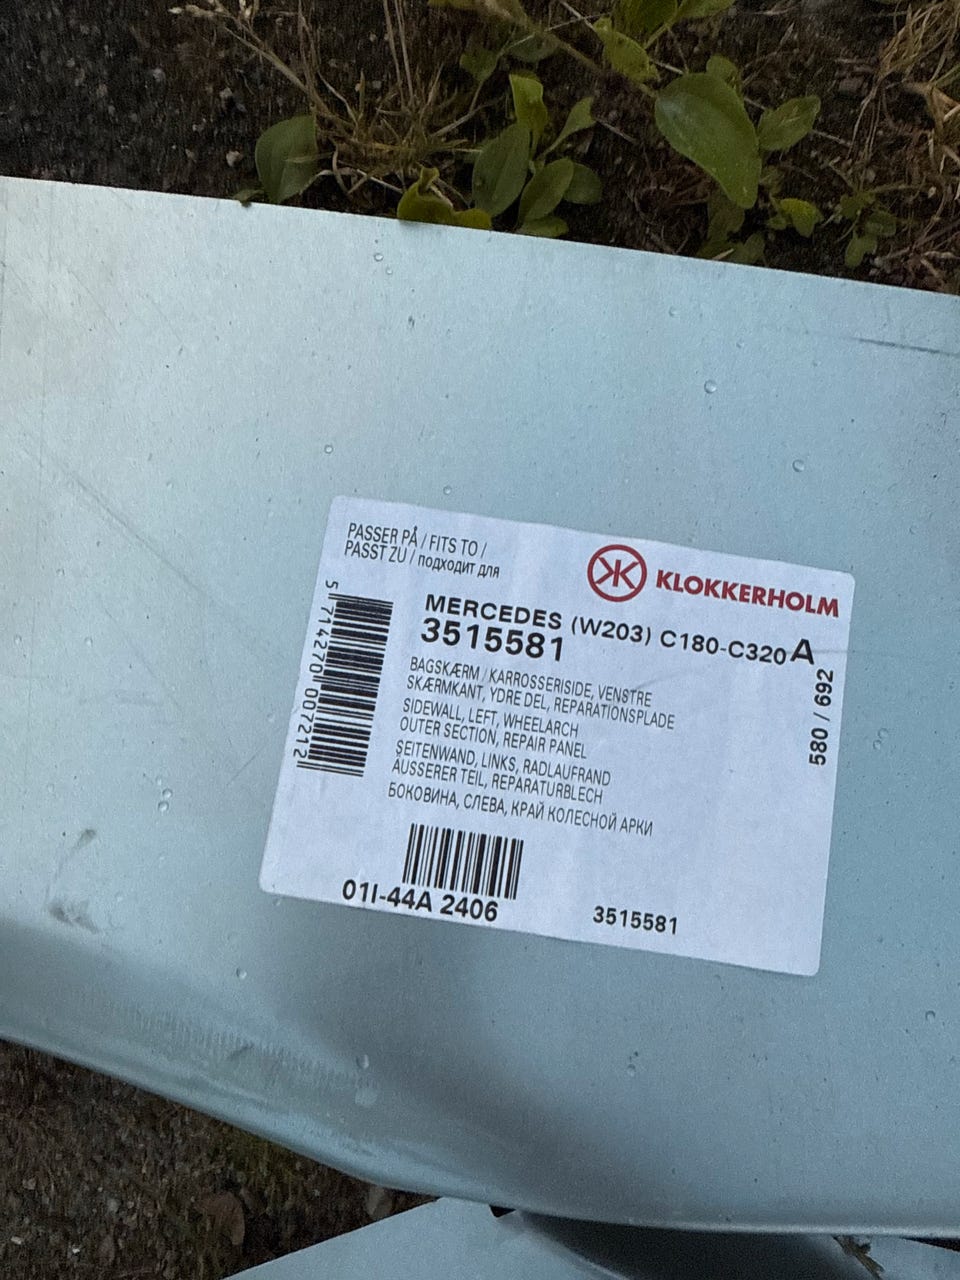 PASSER PÅ / FITS TO /
PASST ZU / подходит для
KLOKKERHOLM
MERCEDES (W203) C180-C320 A
3515581
BAGSKÆRM / KARROSSERISIDE, VENSTRE
SKÆRMKANT, YDRE DEL, REPARATIONSPLADE
SIDEWALL, LEFT, WHEELARCH
OUTER SECTION, REPAIR PANEL
SEITENWAND, LINKS, RADLAUFRAND
ÄUSSERER TEIL, REPARATURBLECH
БОКОВИНА, СЛЕВА, КРАЙ КОЛЕСНОЙ АРКИ
5 714270 007212
580 / 692
01I-44A 2406
3515581